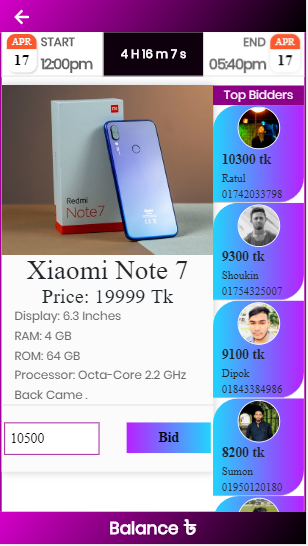 APR
17
START
12:00pm
4 H 16 m 7 s
END
05:40pm
APR
17
Top Bidders
mi
Redmi
Note7
Xiaomi Note 7
Price: 19999 Tk
Display: 6.3 Inches
RAM: 4 GB
ROM: 64 GB
Processor: Octa-Core 2.2 GHz
Back Came .
10500
Bid
10300 tk
Ratul
01742033798
9300 tk
Shoukin
01754325007
9100 tk
Dipok
01843384986
8200 tk
Sumon
01950120180
Balance ৳